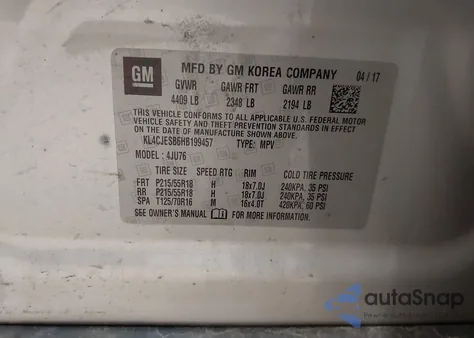 GM
MFD BY GM KOREA COMPANY 04 / 17
GVWR GAWR FRT GAWR RR
4409 LB 2348 LB 2194 LB
THIS VEHICLE CONFORMS TO ALL APPLICABLE U.S. FEDERAL MOTOR
VEHICLE SAFETY AND THEFT PREVENTION STANDARDS IN EFFECT
ON THE DATE OF MANUFACTURE SHOWN ABOVE.
KL4CJESB6HB199457 TYPE: MPV
MODEL : 4JU76
TIRE SIZE SPEED RTG RIM COLD TIRE PRESSURE
FRT P215/55R18 H 18x7.0J 240KPA, 35 PSI
RR P215/55R18 H 18x7.0J 240KPA, 35 PSI
SPA T125/70R16 M 16x4.0T 420KPA, 60 PSI
SEE OWNER'S MANUAL FOR MORE INFORMATION
autoSnap